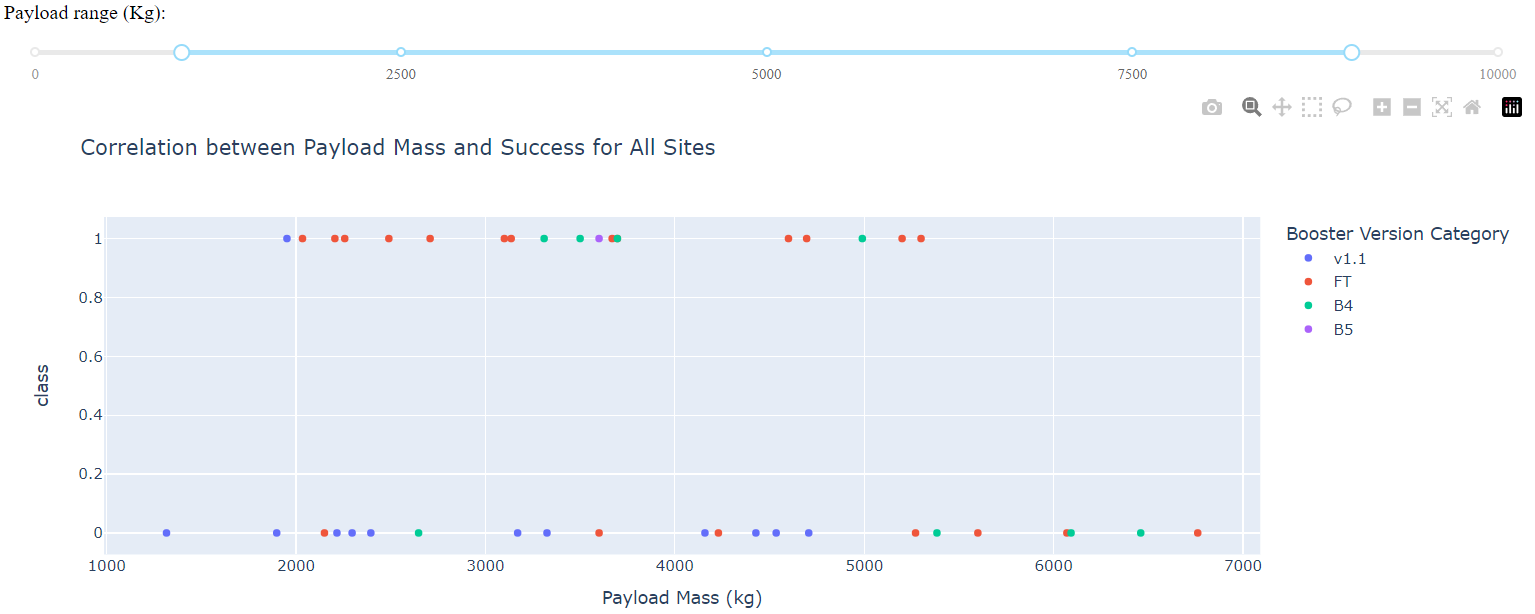 Payload range (Kg):
0 2500 5000 7500 10000
Correlation between Payload Mass and Success for All Sites
Booster Version Category
v1.1
FT
B4
B5
1
0.8
0.6
0.4
0.2
0
class
1000 2000 3000 4000 5000 6000 7000
Payload Mass (kg)